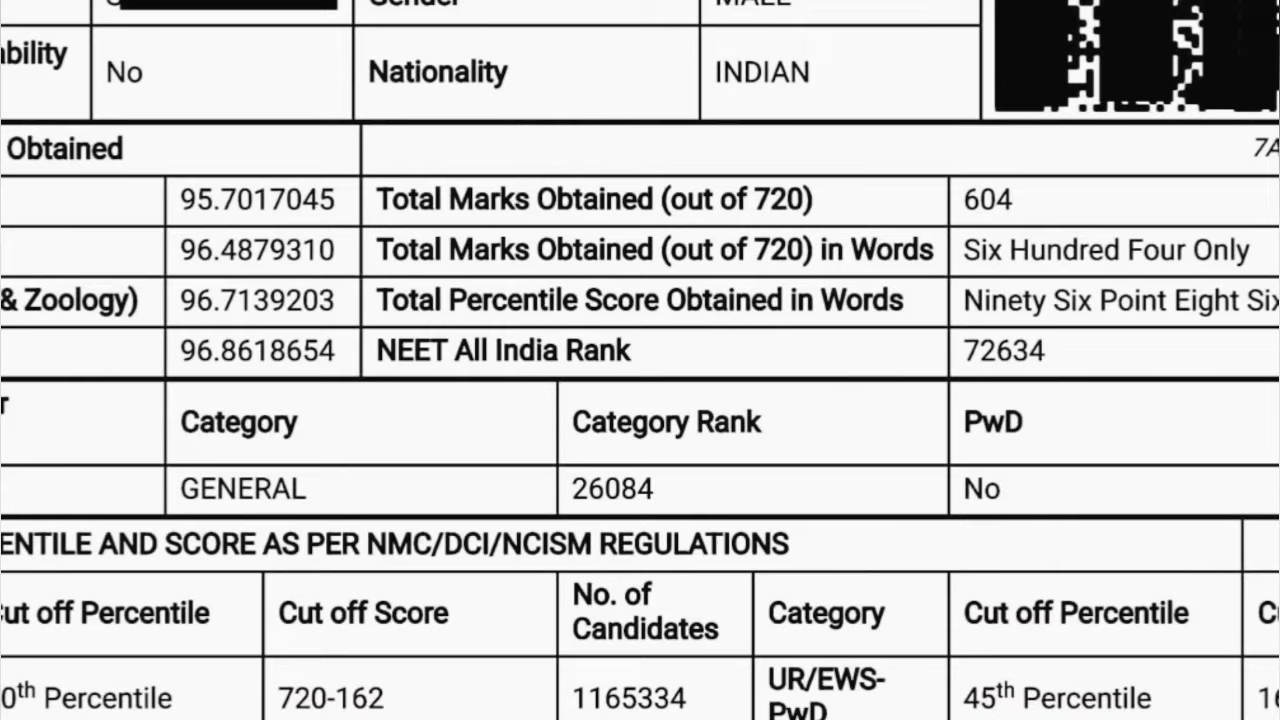 Gender MALE
ability No Nationality INDIAN
Obtained 7A
95.7017045 Total Marks Obtained (out of 720) 604
96.4879310 Total Marks Obtained (out of 720) in Words Six Hundred Four Only
& Zoology) 96.7139203 Total Percentile Score Obtained in Words Ninety Six Point Eight Six
96.8618654 NEET All India Rank 72634
Category Category Rank PwD
GENERAL 26084 No
ENTILE AND SCORE AS PER NMC/DCI/NCISM REGULATIONS
ut off Percentile Cut off Score No. of Candidates Category Cut off Percentile
0th Percentile 720-162 1165334 UR/EWS-PwD 45th Percentile